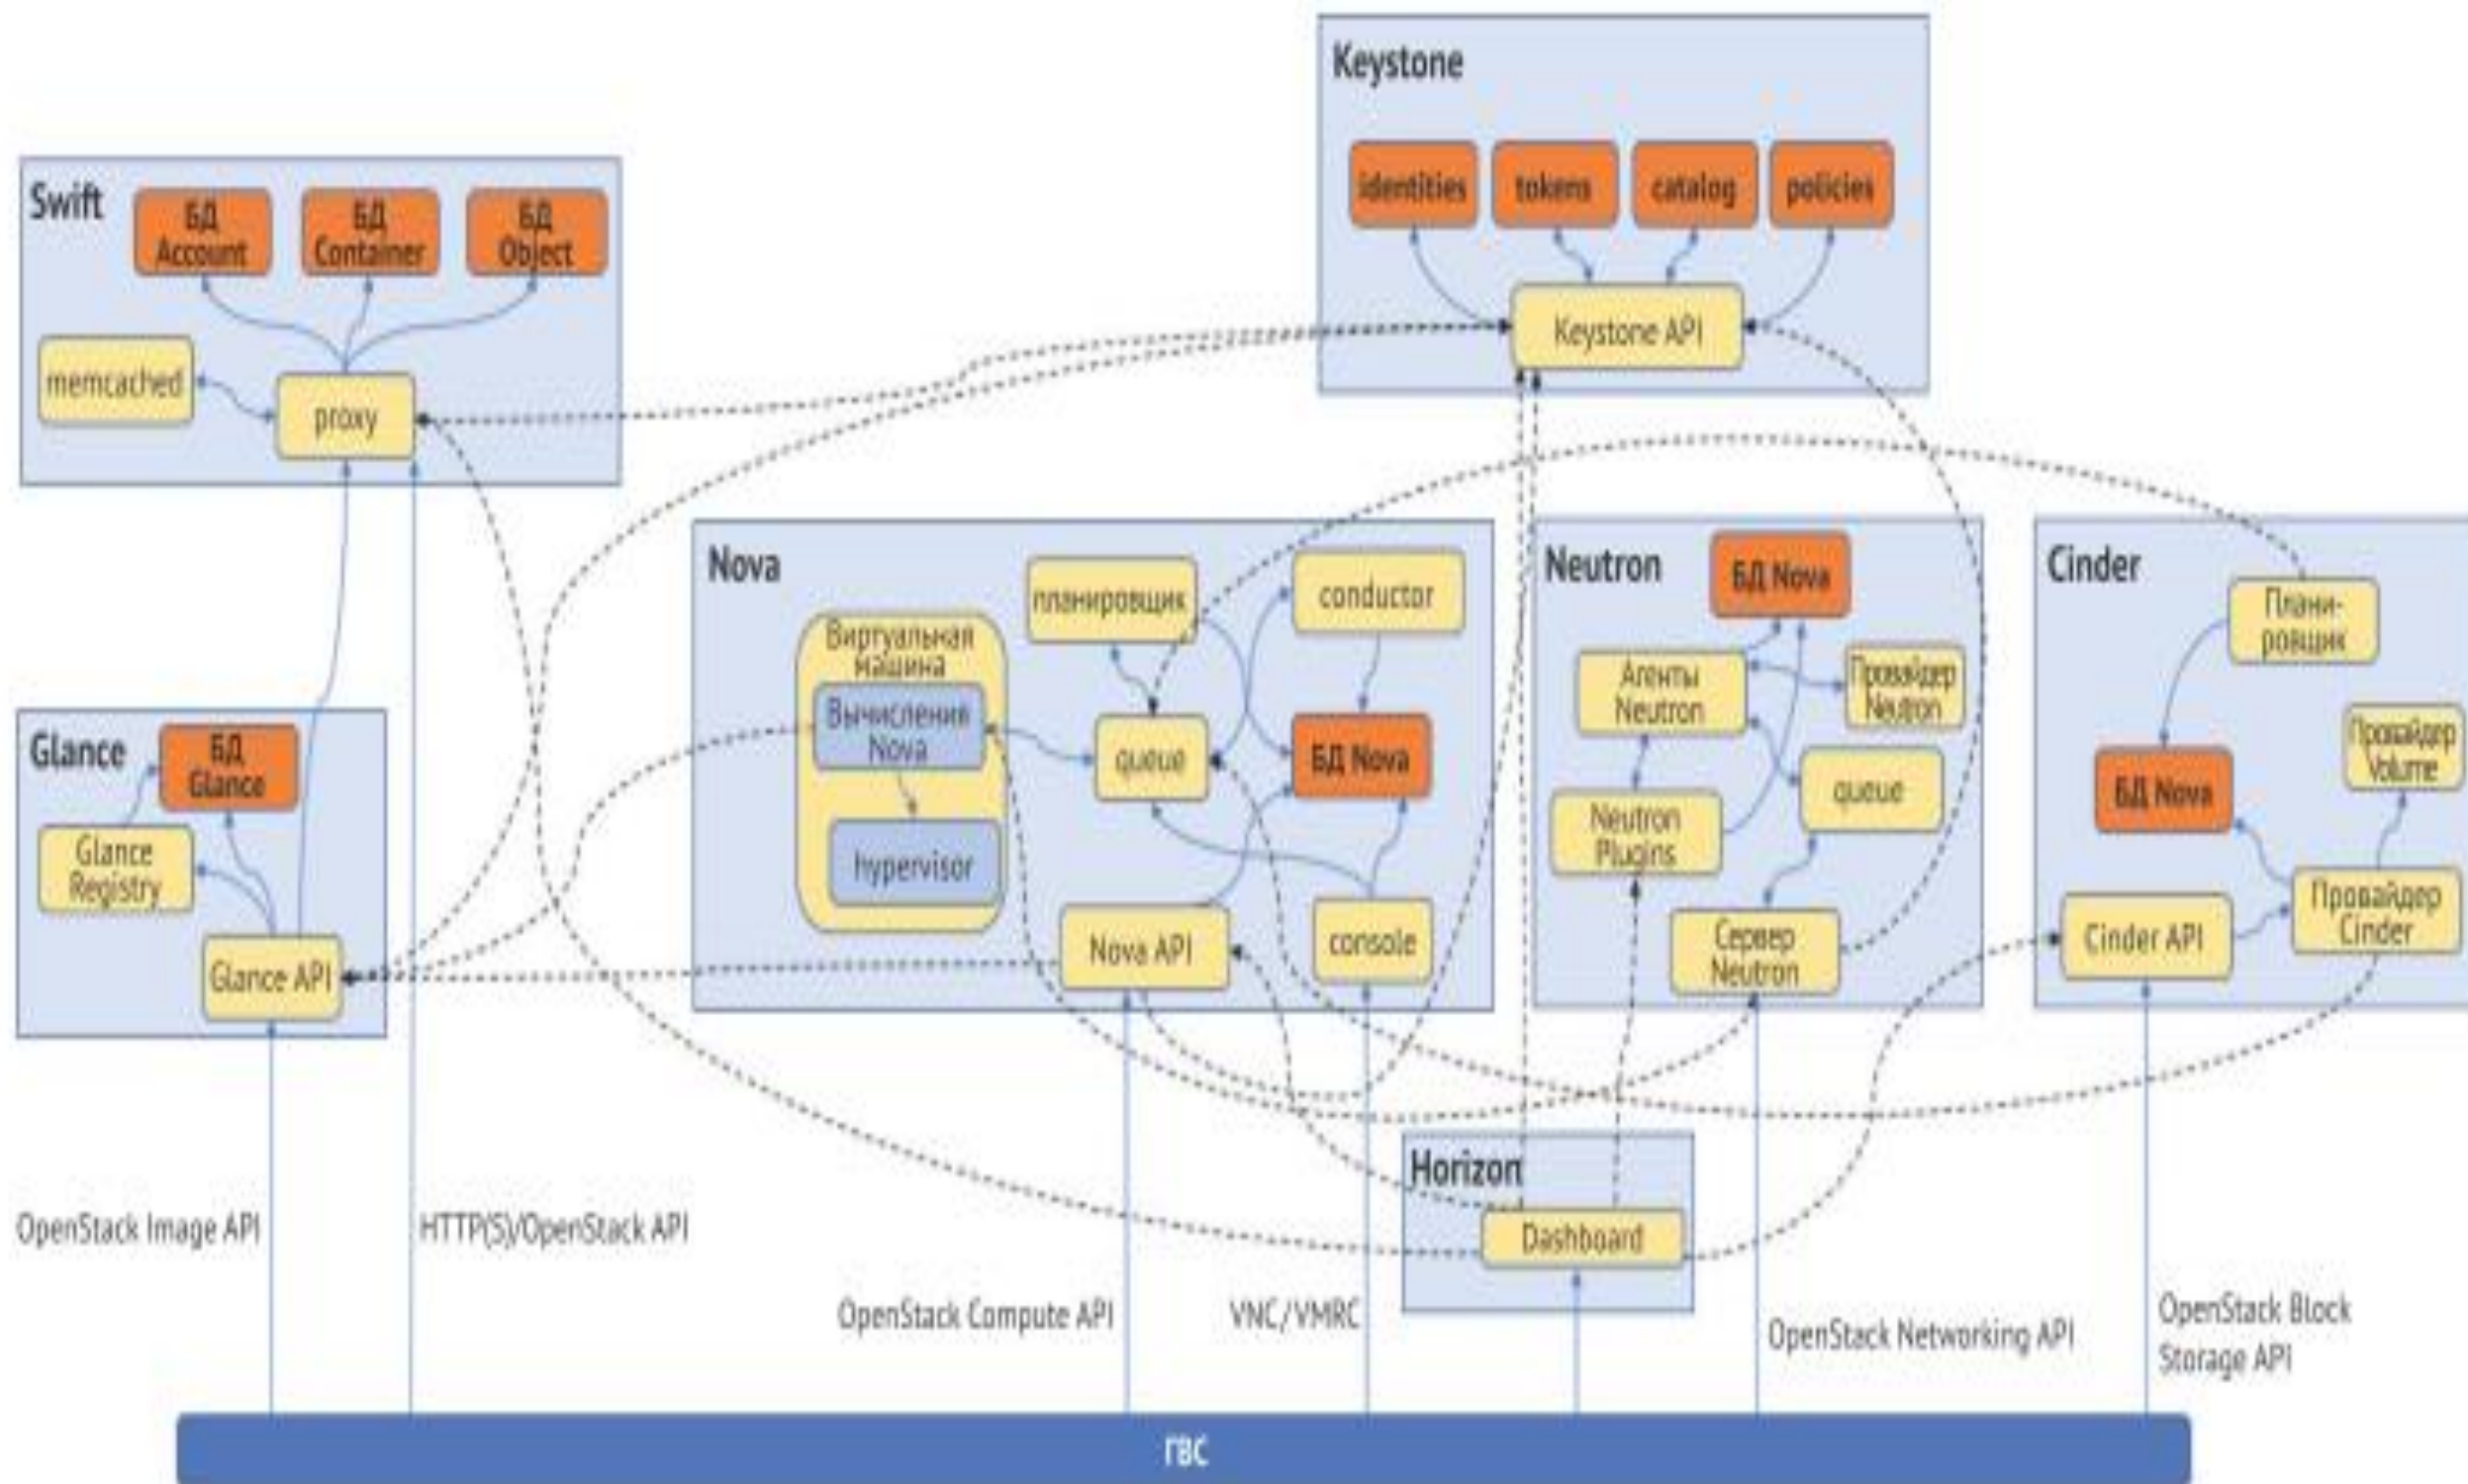 Keystone
identities
tokens
catalog
policies
Keystone API
Swift
БД
Account
БД
Container
БД
Object
memcached
proxy
Glance
БД
Glance
Glance
Registry
Glance API
Nova
планировщик
conductor
Виртуальная
машина
Вычисления
Nova
hypervisor
queue
БД Nova
Nova API
console
Neutron
БД Nova
Агенты
Neutron
Провайдер
Neutron
Neutron
Plugins
queue
Сервер
Neutron
Cinder
Плани-
ровщик
Провайдер
Volume
БД Nova
Cinder API
Провайдер
Cinder
Horizon
Dashboard
OpenStack Image API
HTTP(S)/OpenStack API
OpenStack Compute API
VNC/VMRC
OpenStack Networking API
OpenStack Block
Storage API
ГВС